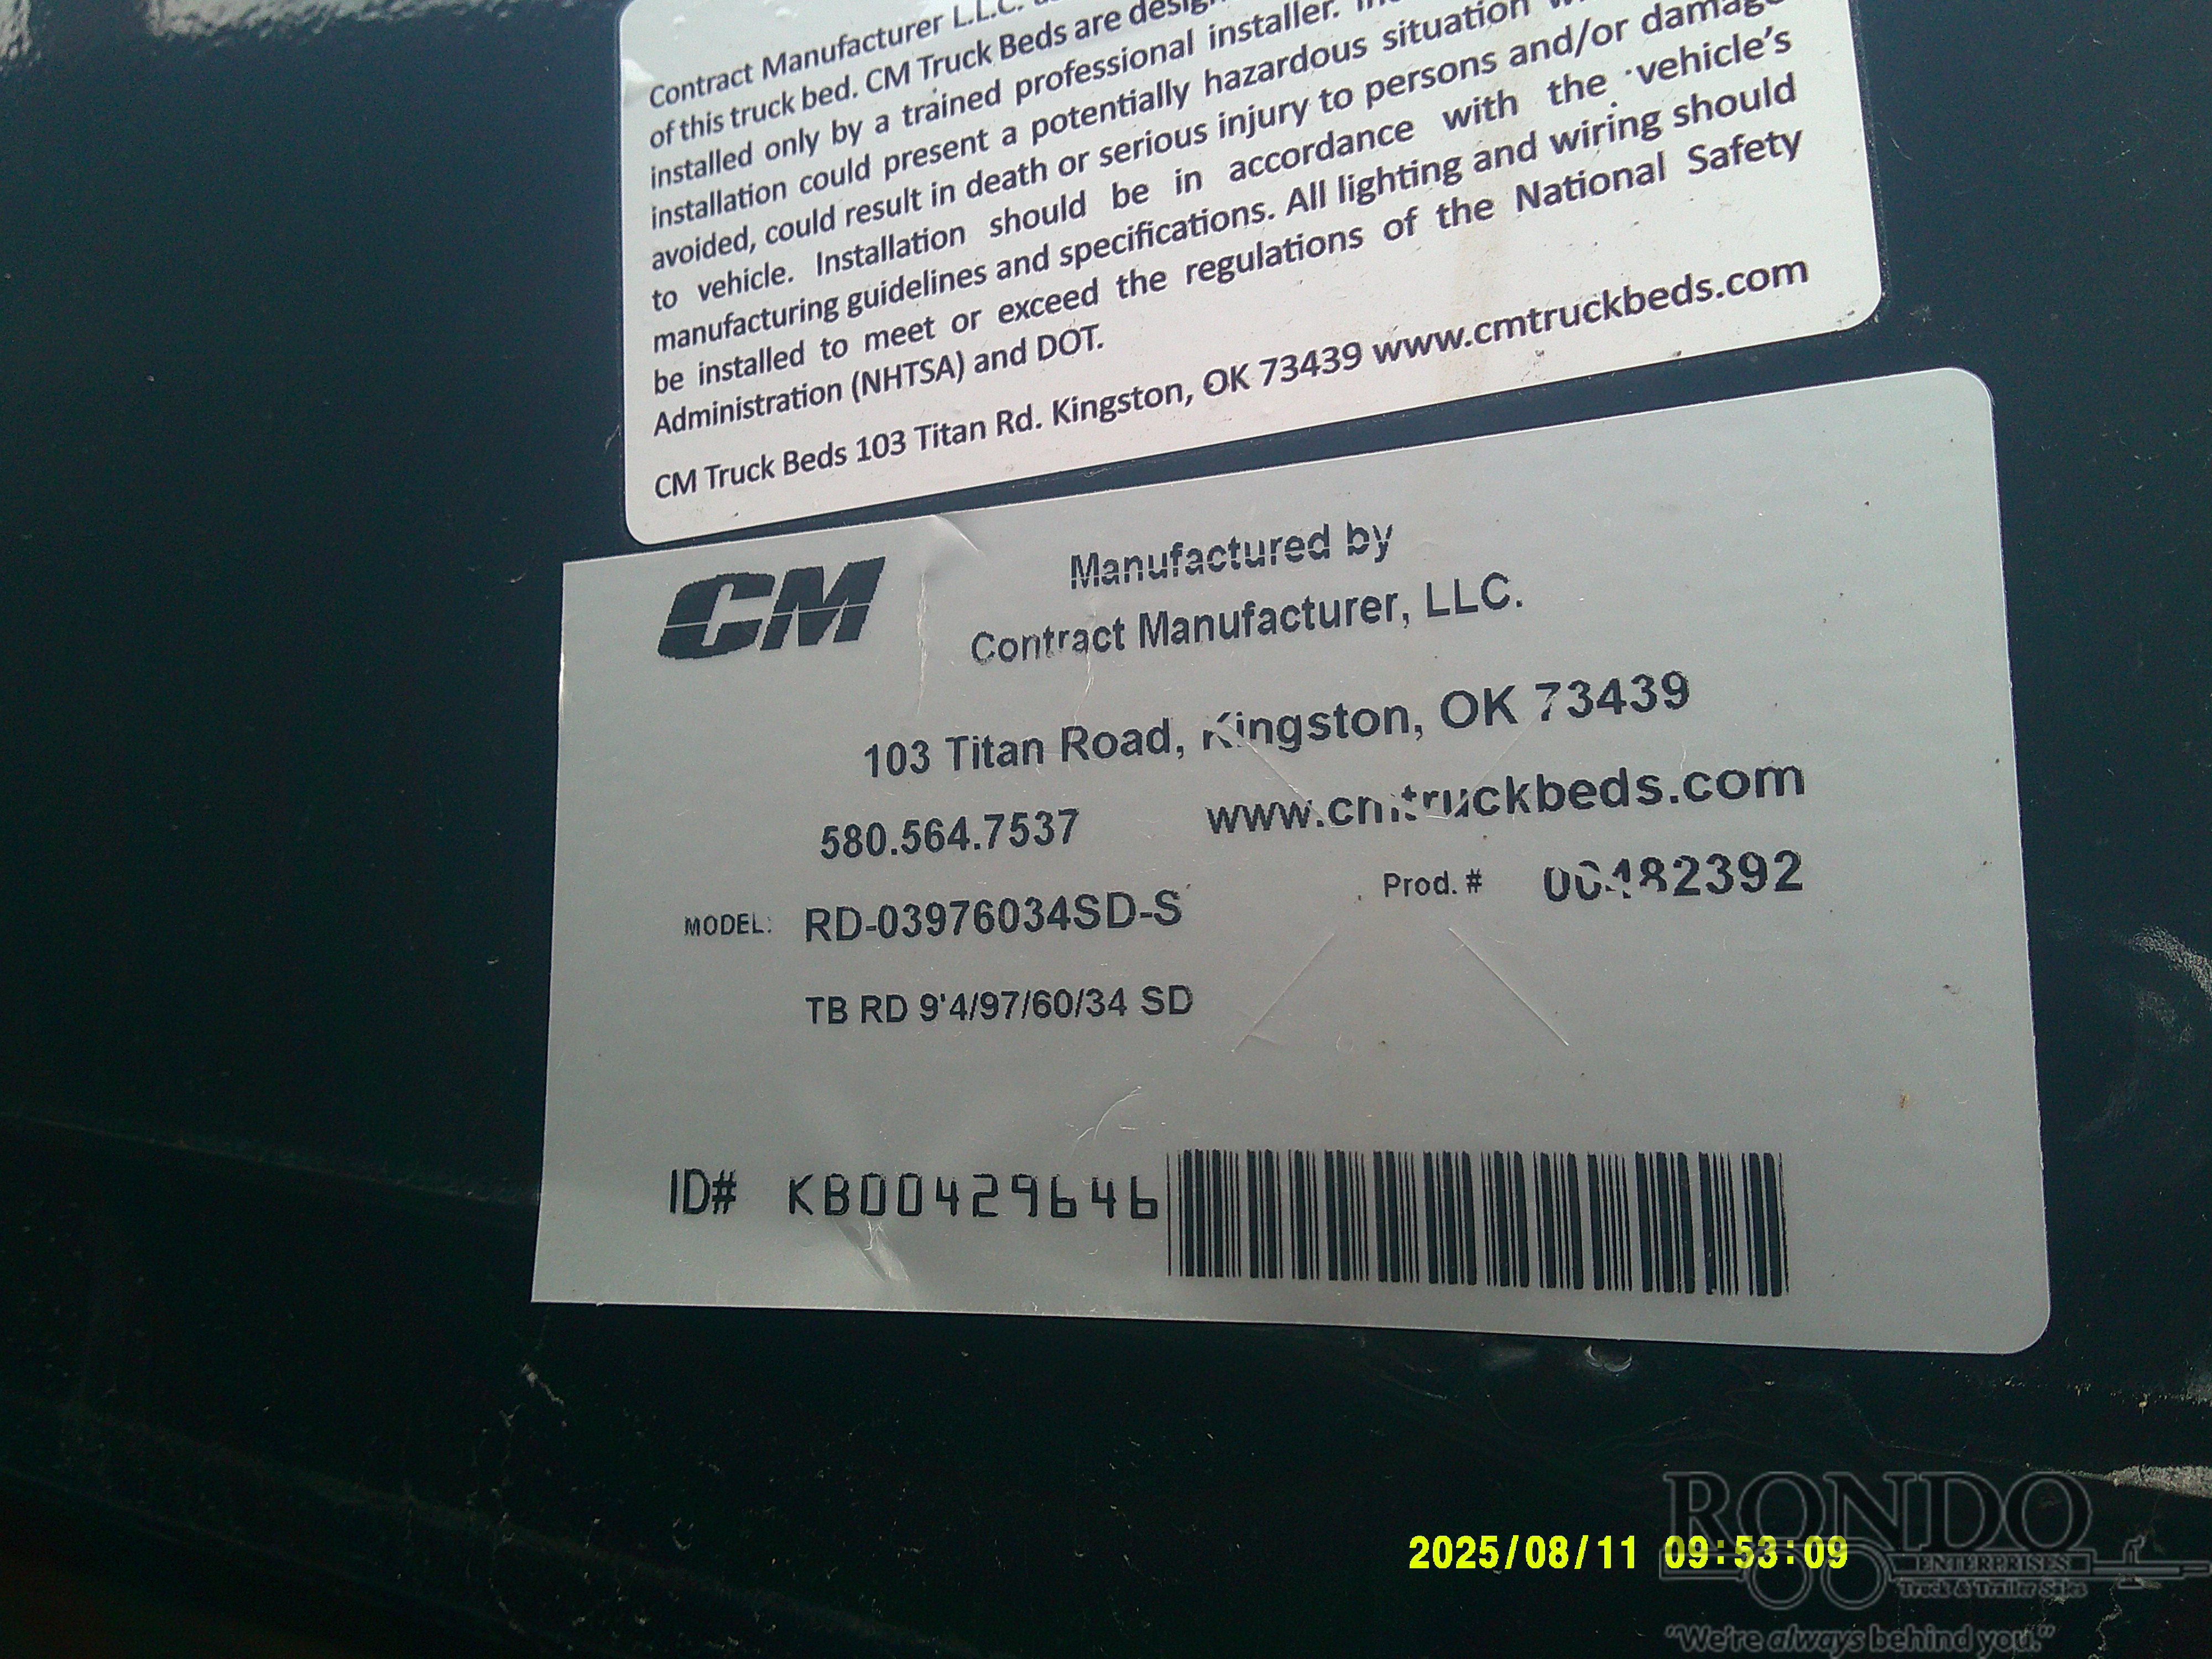 Contract Manufacturer L.L.C.
of this truck bed. CM Truck Beds are
installed only by a trained professional installer.
installation could present a potentially hazardous situation
avoided, could result in death or serious injury to persons and/or damage
to vehicle. Installation should be in accordance with the vehicle's
manufacturing guidelines and specifications. All lighting and wiring should
be installed to meet or exceed the regulations of the National Safety
Administration (NHTSA) and DOT.
CM Truck Beds 103 Titan Rd. Kingston, OK 73439 www.cmtruckbeds.com
CM
Manufactured by
Contract Manufacturer, LLC.
103 Titan Road, Kingston, OK 73439
580.564.7537 www.cmtruckbeds.com
Prod. # 00482392
MODEL: RD-03976034SD-S
TB RD 9'4/97/60/34 SD
ID# KB00429646
2025/08/11 09:53:09
RONDO
ENTERPRISES
Truck & Trailer Sales
"We're always behind you."